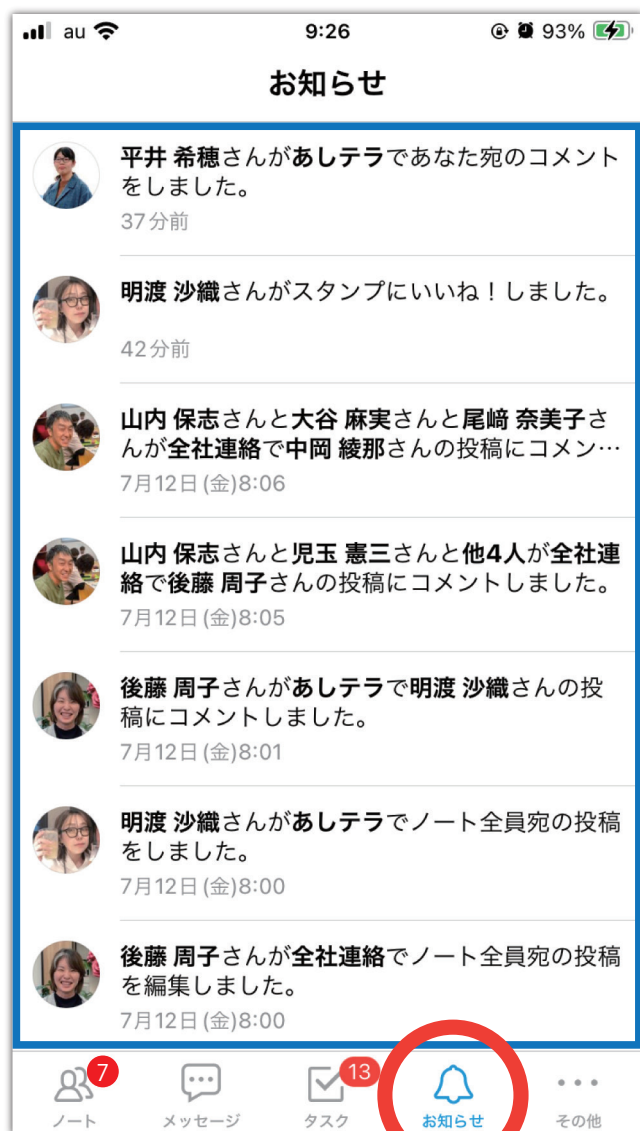 au 9:26 93%
お知らせ
平井 希穂さんがあしテラであなた宛のコメント
をしました。
37分前
明渡 沙織さんがスタンプにいいね！しました。
42分前
山内 保志さんと大谷 麻実さんと尾﨑 奈美子さ
んが全社連絡で中岡 綾那さんの投稿にコメン…
7月12日(金)8:06
山内 保志さんと児玉 憲三さんと他4人が全社連
絡で後藤 周子さんの投稿にコメントしました。
7月12日(金)8:05
後藤 周子さんがあしテラで明渡 沙織さんの投
稿にコメントしました。
7月12日(金)8:01
明渡 沙織さんがあしテラでノート全員宛の投稿
をしました。
7月12日(金)8:00
後藤 周子さんが全社連絡でノート全員宛の投稿
を編集しました。
7月12日(金)8:00
7 13
ノート メッセージ タスク お知らせ その他